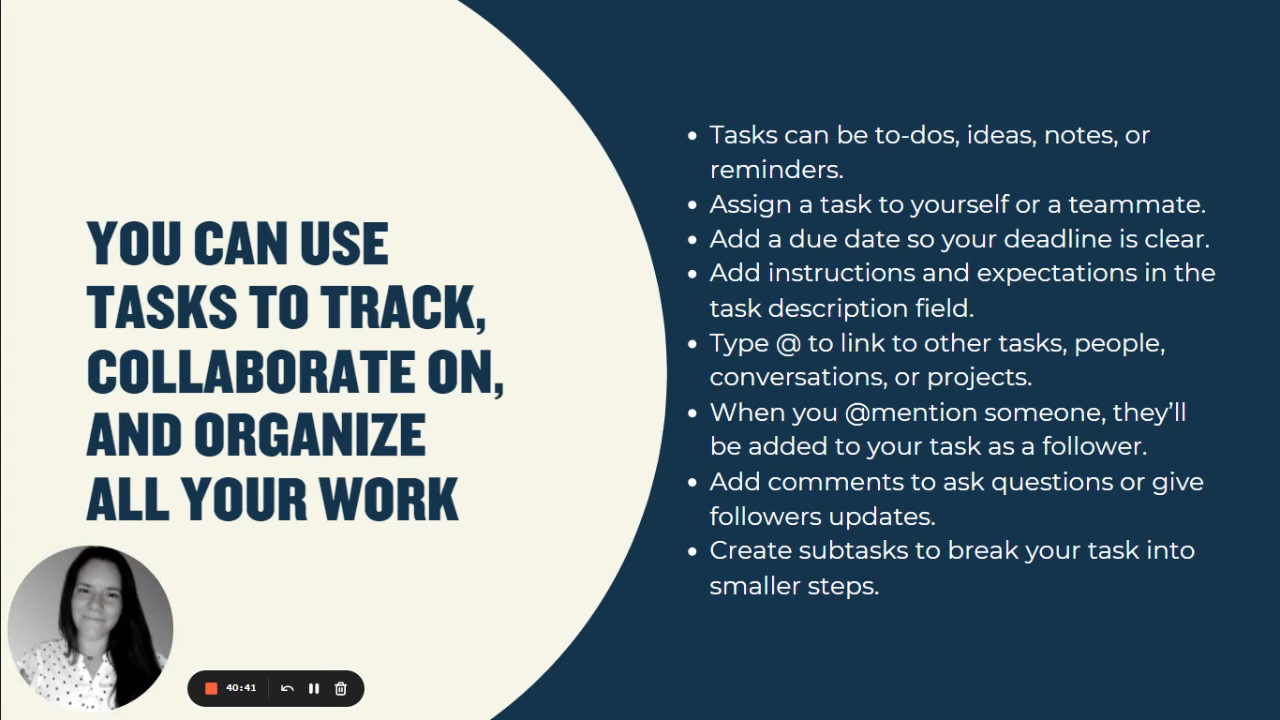 YOU CAN USE
TASKS TO TRACK,
COLLABORATE ON,
AND ORGANIZE
ALL YOUR WORK
• Tasks can be to-dos, ideas, notes, or
reminders.
• Assign a task to yourself or a teammate.
• Add a due date so your deadline is clear.
• Add instructions and expectations in the
task description field.
• Type @ to link to other tasks, people,
conversations, or projects.
• When you @mention someone, they’ll
be added to your task as a follower.
• Add comments to ask questions or give
followers updates.
• Create subtasks to break your task into
smaller steps.
40:41